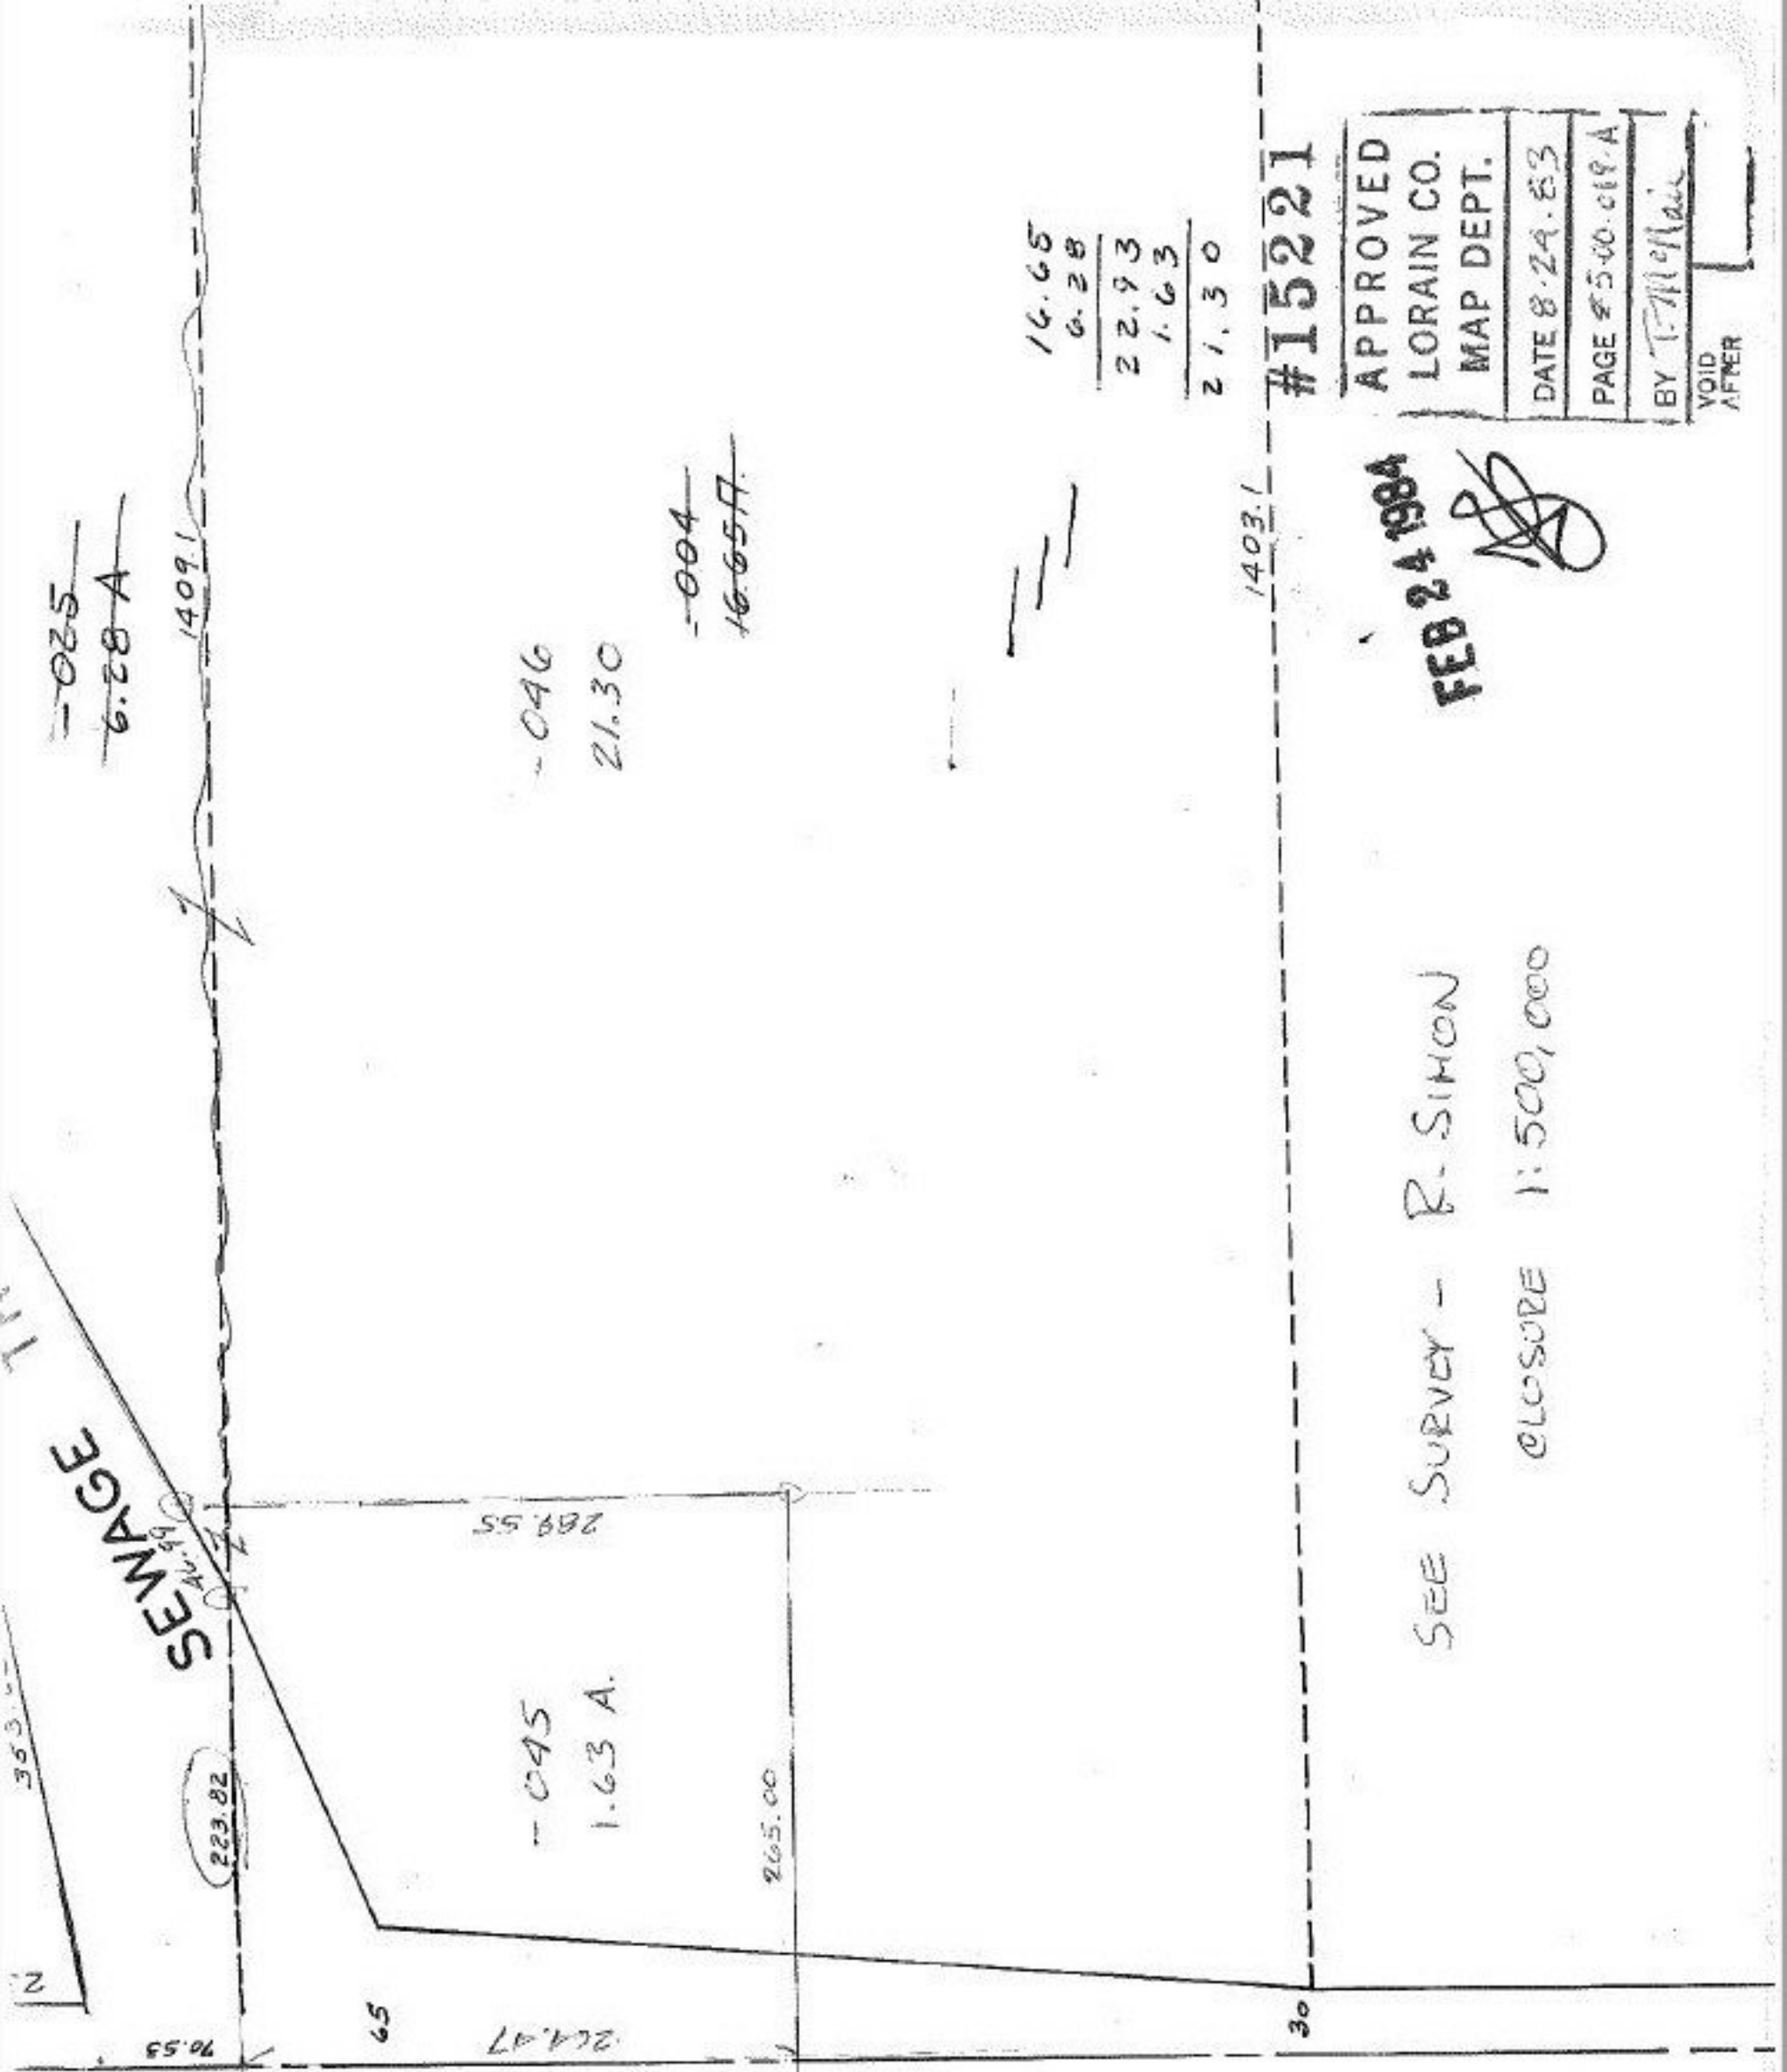 -025
6.28 A
1409.1
-046
21.30
-004
16.65 A.
16.65
6.28
22.93
1.63
21.30
1403.1
#15221
APPROVED
LORAIN CO.
MAP DEPT.
DATE 8.24.83
PAGE
BY
VOID
AFTER
FEB 24 1984
SEWAGE
223.82
289.55
-045
1.63 A.
265.00
SEE SURVEY - R. SIMON
CLOSURE 1:500,000
70.53
65
264.47
30